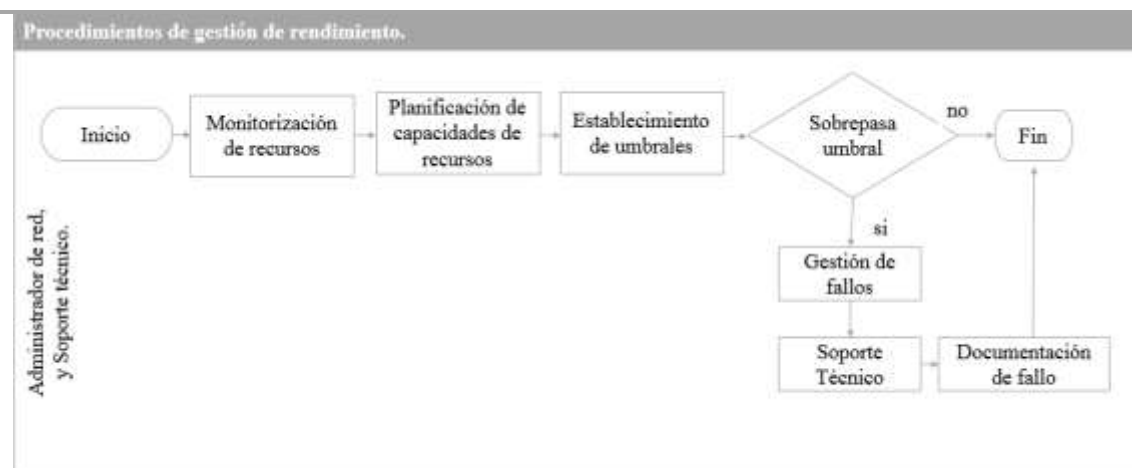 Procedimientos de gestión de rendimiento.
Inicio
Monitorización
de recursos
Planificación de
capacidades de
recursos
Establecimiento
de umbrales
Sobrepasa
umbral
no
Fin
si
Gestión de
fallos
Soporte
Técnico
Documentación
de fallo
Administrador de red,
y Soporte técnico.